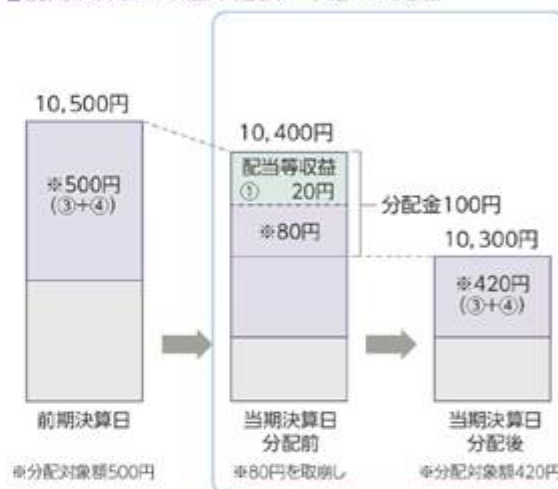 10,500円
※500円
(③+④)
前期決算日
※分配対象額500円
10,400円
配当等収益
① 20円
※80円
分配金100円
当期決算日
分配前
※80円を取崩し
10,300円
※420円
(③+④)
当期決算日
分配後
※分配対象額420円